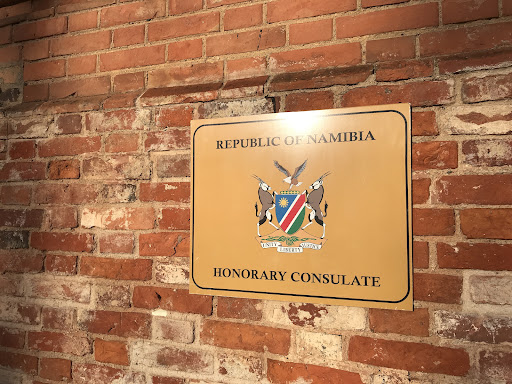 REPUBLIC OF NAMIBIA
UNITY LIBERTY JUSTICE
HONORARY CONSULATE